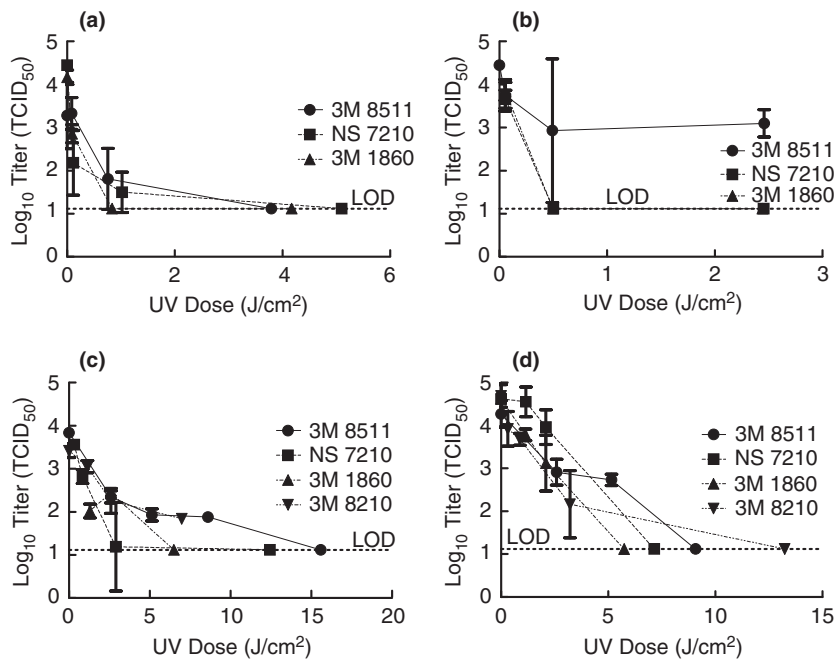 (a)
5
4
3
2
1
0
Log10 Titer (TCID50)
3M 8511
NS 7210
3M 1860
LOD
0 2 4 6
UV Dose (J/cm2)
(b)
5
4
3
2
1
0
Log10 Titer (TCID50)
3M 8511
NS 7210
3M 1860
LOD
0 1 2 3
UV Dose (J/cm2)
(c)
5
4
3
2
1
0
Log10 Titer (TCID50)
3M 8511
NS 7210
3M 1860
3M 8210
LOD
0 5 10 15 20
UV Dose (J/cm2)
(d)
5
4
3
2
1
0
Log10 Titer (TCID50)
3M 8511
NS 7210
3M 1860
3M 8210
LOD
0 5 10 15
UV Dose (J/cm2)